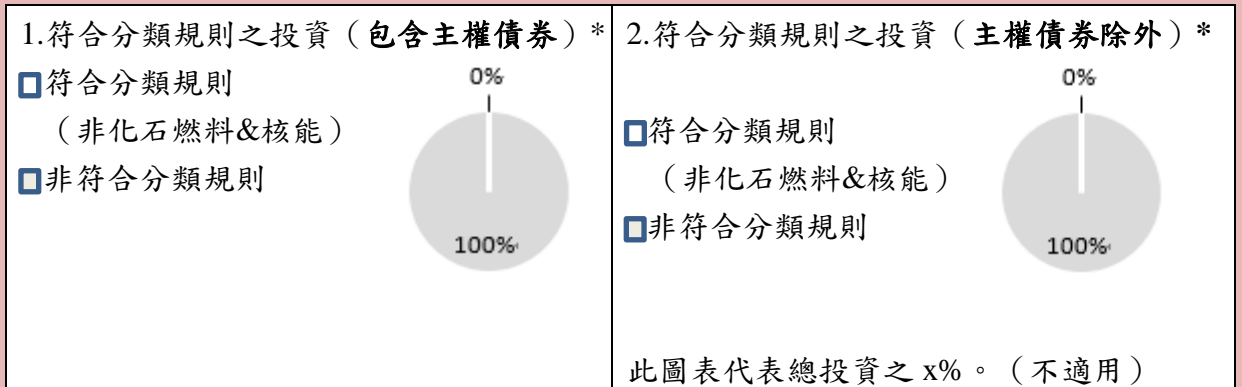 1.符合分類規則之投資（包含主權債券）*
符合分類規則
（非化石燃料&核能）
非符合分類規則
0%
100%
2.符合分類規則之投資（主權債券除外）*
符合分類規則
（非化石燃料&核能）
非符合分類規則
0%
100%
此圖表代表總投資之 x%。（不適用）